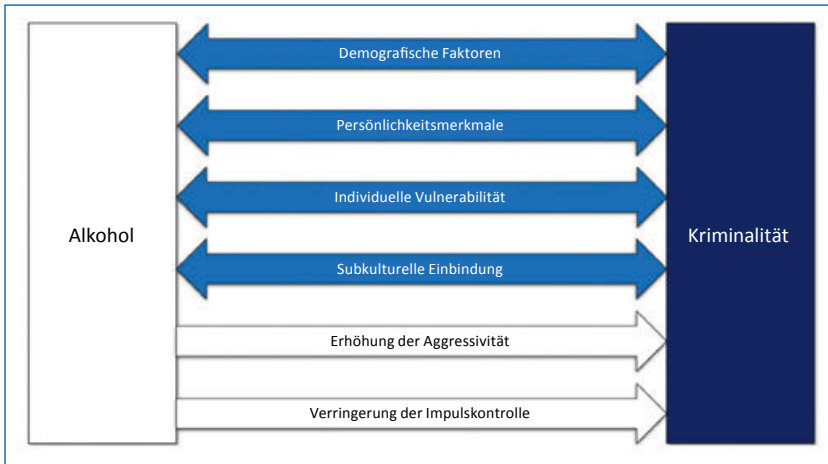 Demografische Faktoren
Persönlichkeitsmerkmale
Individuelle Vulnerabilität
Alkohol
Kriminalität
Subkulturelle Einbindung
Erhöhung der Aggressivität
Verringerung der Impulskontrolle